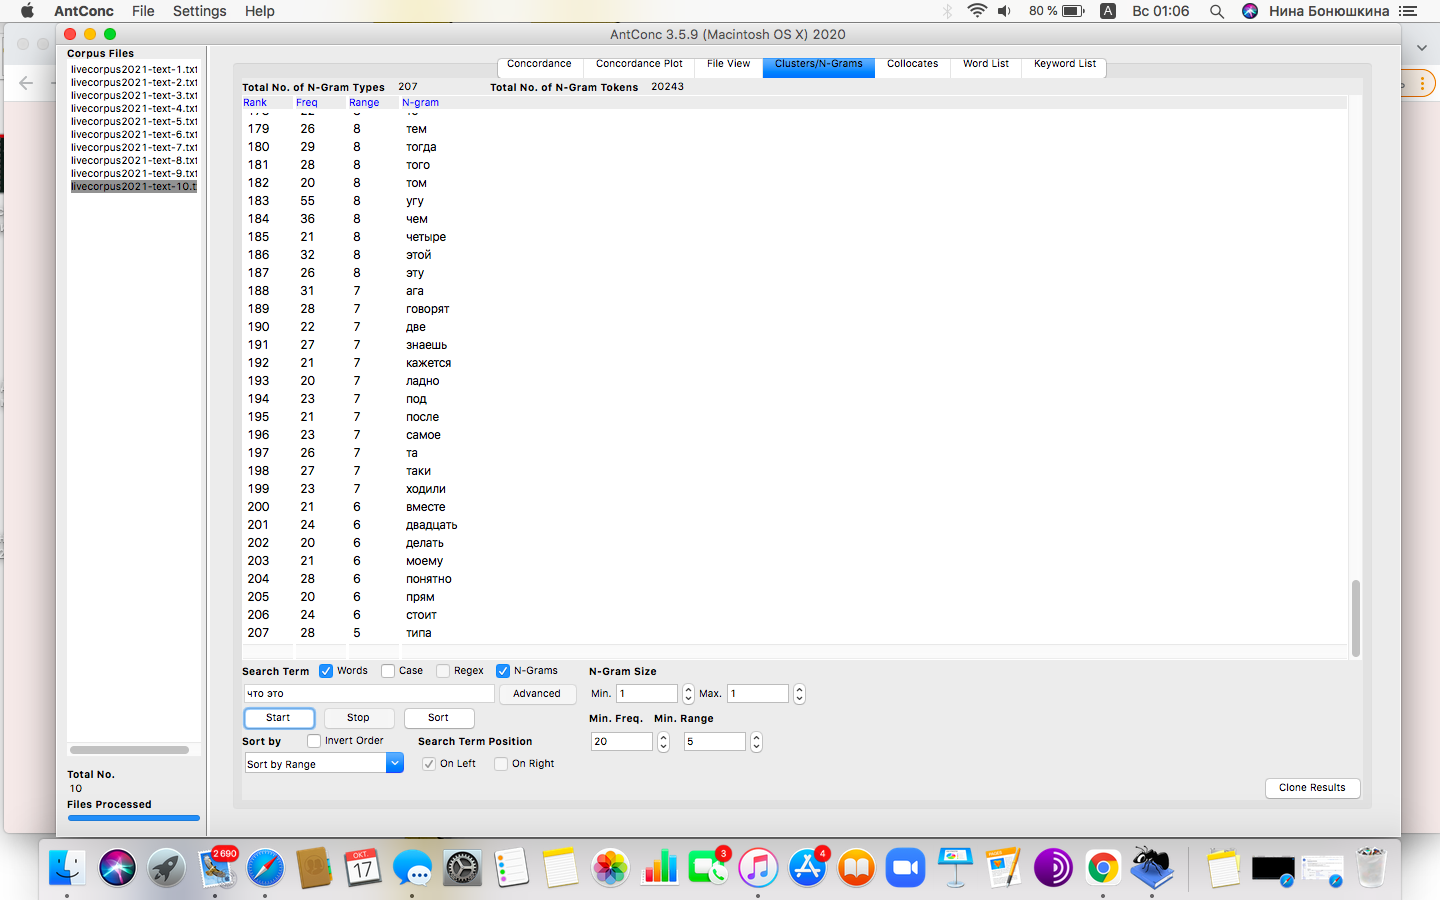 AntConc File Settings Help 80 % A Вс 01:06 Нина Бонюшкина
AntConc 3.5.9 (Macintosh OS X) 2020
Corpus Files
livecorpus2021-text-1.txt
livecorpus2021-text-2.txt
livecorpus2021-text-3.txt
livecorpus2021-text-4.txt
livecorpus2021-text-5.txt
livecorpus2021-text-6.txt
livecorpus2021-text-7.txt
livecorpus2021-text-8.txt
livecorpus2021-text-9.txt
livecorpus2021-text-10.t
Total No.
10
Files Processed
Concordance Concordance Plot File View Clusters/N-Grams Collocates Word List Keyword List
Total No. of N-Gram Types 207 Total No. of N-Gram Tokens 20243
Rank Freq Range N-gram
179 26 8 тем
180 29 8 тогда
181 28 8 того
182 20 8 том
183 55 8 угу
184 36 8 чем
185 21 8 четыре
186 32 8 этой
187 26 8 эту
188 31 7 ага
189 28 7 говорят
190 22 7 две
191 27 7 знаешь
192 21 7 кажется
193 20 7 ладно
194 23 7 под
195 21 7 после
196 23 7 самое
197 26 7 та
198 27 7 таки
199 23 7 ходили
200 21 6 вместе
201 24 6 двадцать
202 20 6 делать
203 21 6 моему
204 28 6 понятно
205 20 6 прям
206 24 6 стоит
207 28 5 типа
Search Term Words Case Regex N-Grams N-Gram Size
что это Advanced Min. 1 Max. 1
Start Stop Sort Min. Freq. Min. Range
Sort by Invert Order Search Term Position 20 5
Sort by Range On Left On Right
Clone Results
2 690
ОКТ.
17
3
4